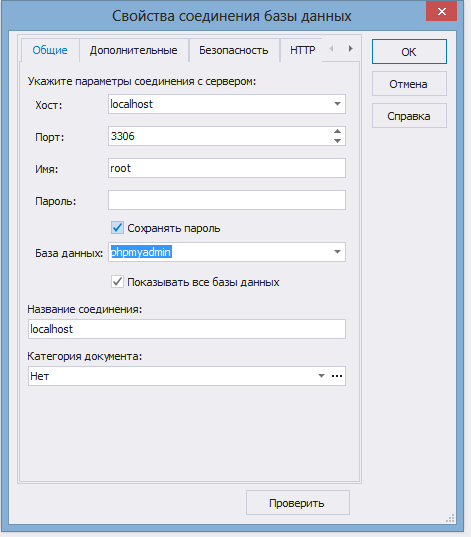 Свойства соединения базы данных
Общие Дополнительные Безопасность HTTP
OK
Укажите параметры соединения с сервером:
Отмена
Хост: localhost
Справка
Порт: 3306
Имя: root
Пароль:
Сохранять пароль
База данных: phpmyadmin
Показывать все базы данных
Название соединения:
localhost
Категория документа:
Нет
Проверить